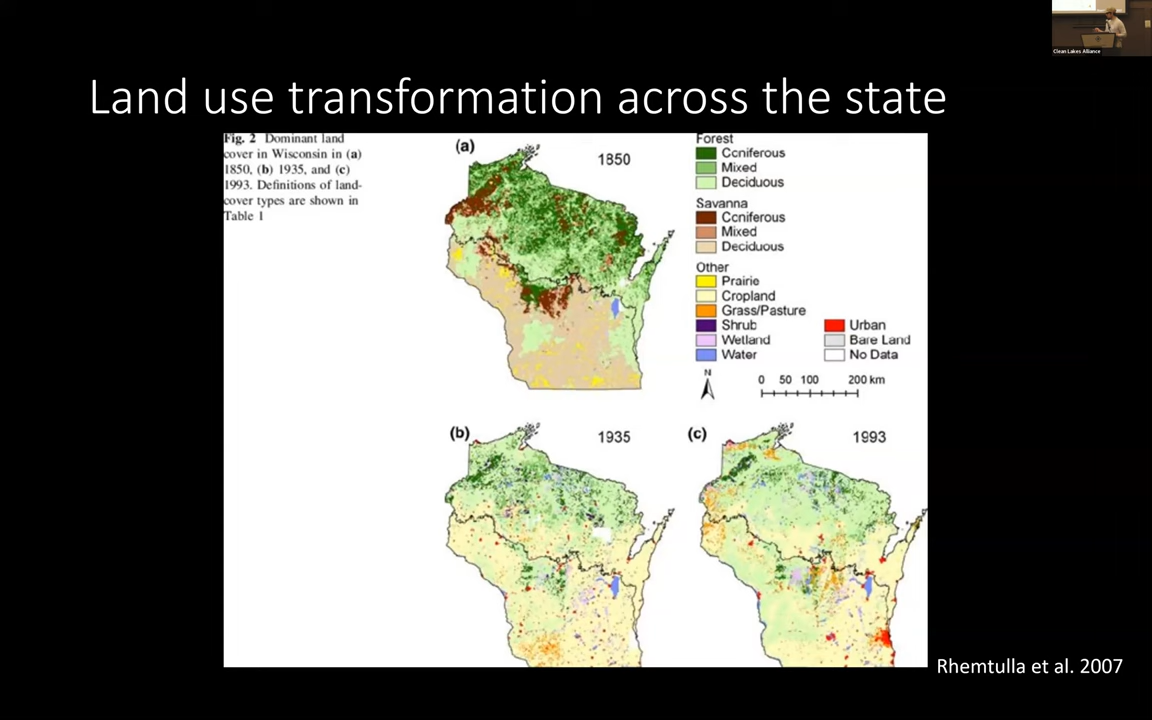 Clean Lakes Alliance
Land use transformation across the state
Fig. 2 Dominant land
cover in Wisconsin in (a)
1850, (b) 1935, and (c)
1993. Definitions of land-
cover types are shown in
Table 1
(a)
1850
Forest
Coniferous
Mixed
Deciduous
Savanna
Coniferous
Mixed
Deciduous
Other
Prairie
Cropland
Grass/Pasture
Shrub
Wetland
Water
Urban
Bare Land
No Data
N
0 50 100 200 km
(b)
1935
(c)
1993
Rhemtulla et al. 2007